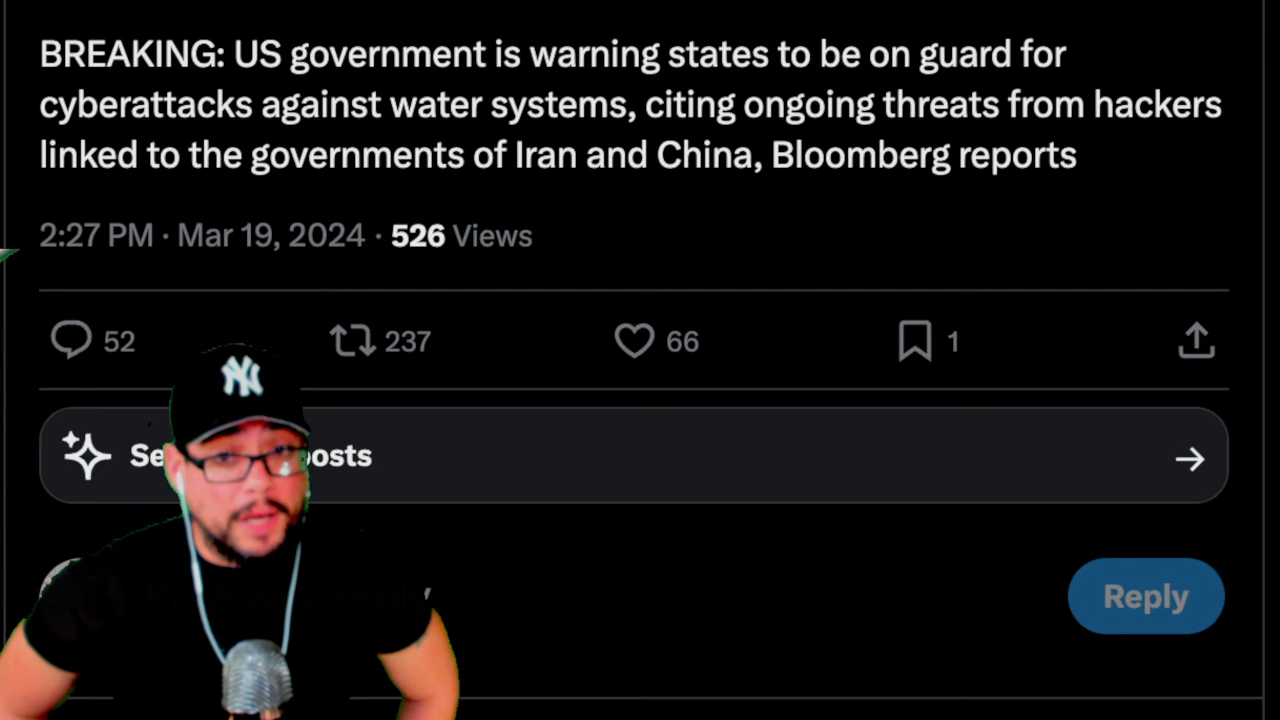 BREAKING: US government is warning states to be on guard for
cyberattacks against water systems, citing ongoing threats from hackers
linked to the governments of Iran and China, Bloomberg reports
2:27 PM · Mar 19, 2024 · 526 Views
52 237 66 1
NY
posts
Reply